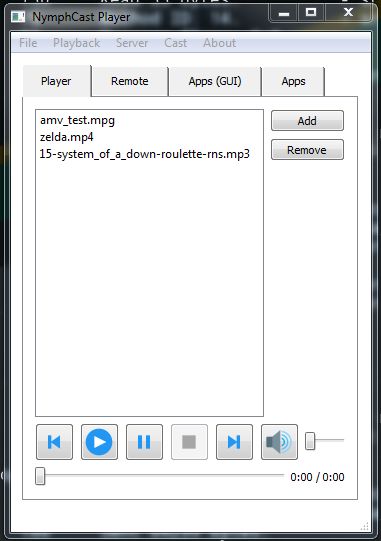 NymphCast Player
File Playback Server Cast About
Player Remote Apps (GUI) Apps
amv_test.mpg
zelda.mp4
15-system_of_a_down-roulette-rns.mp3
Add
Remove
0:00 / 0:00